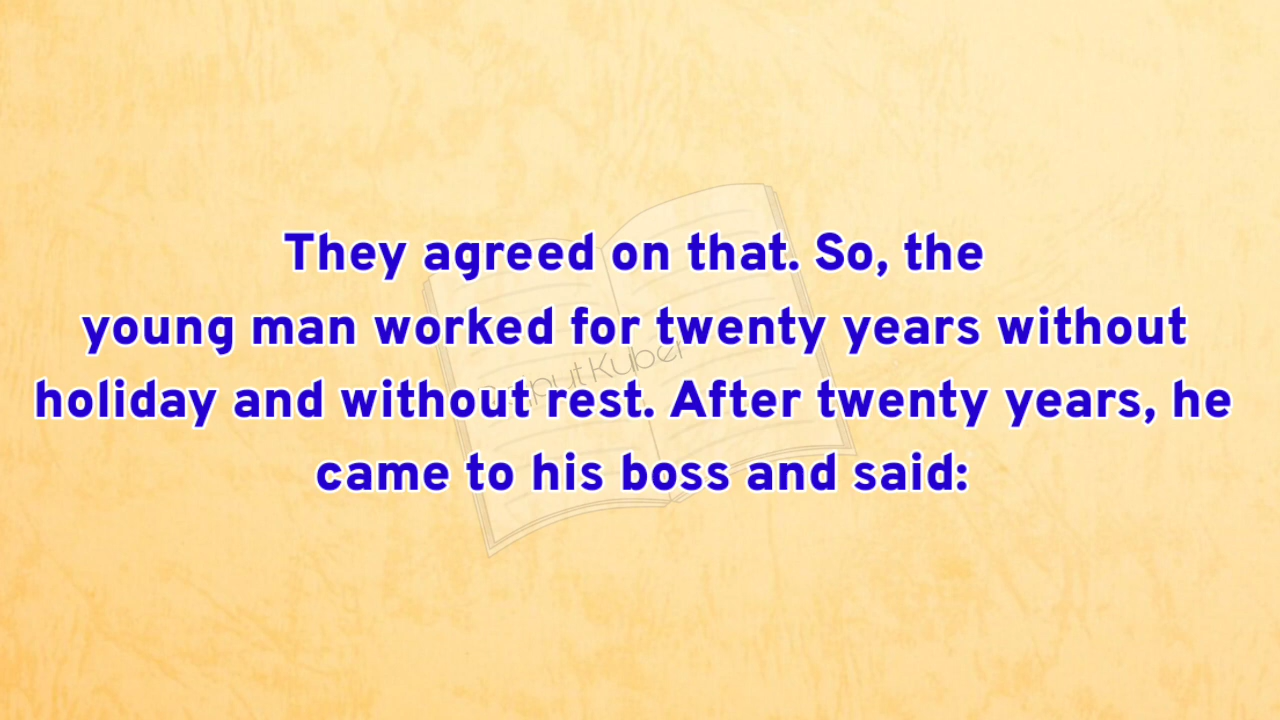 They agreed on that. So, the
young man worked for twenty years without
holiday and without rest. After twenty years, he
came to his boss and said: